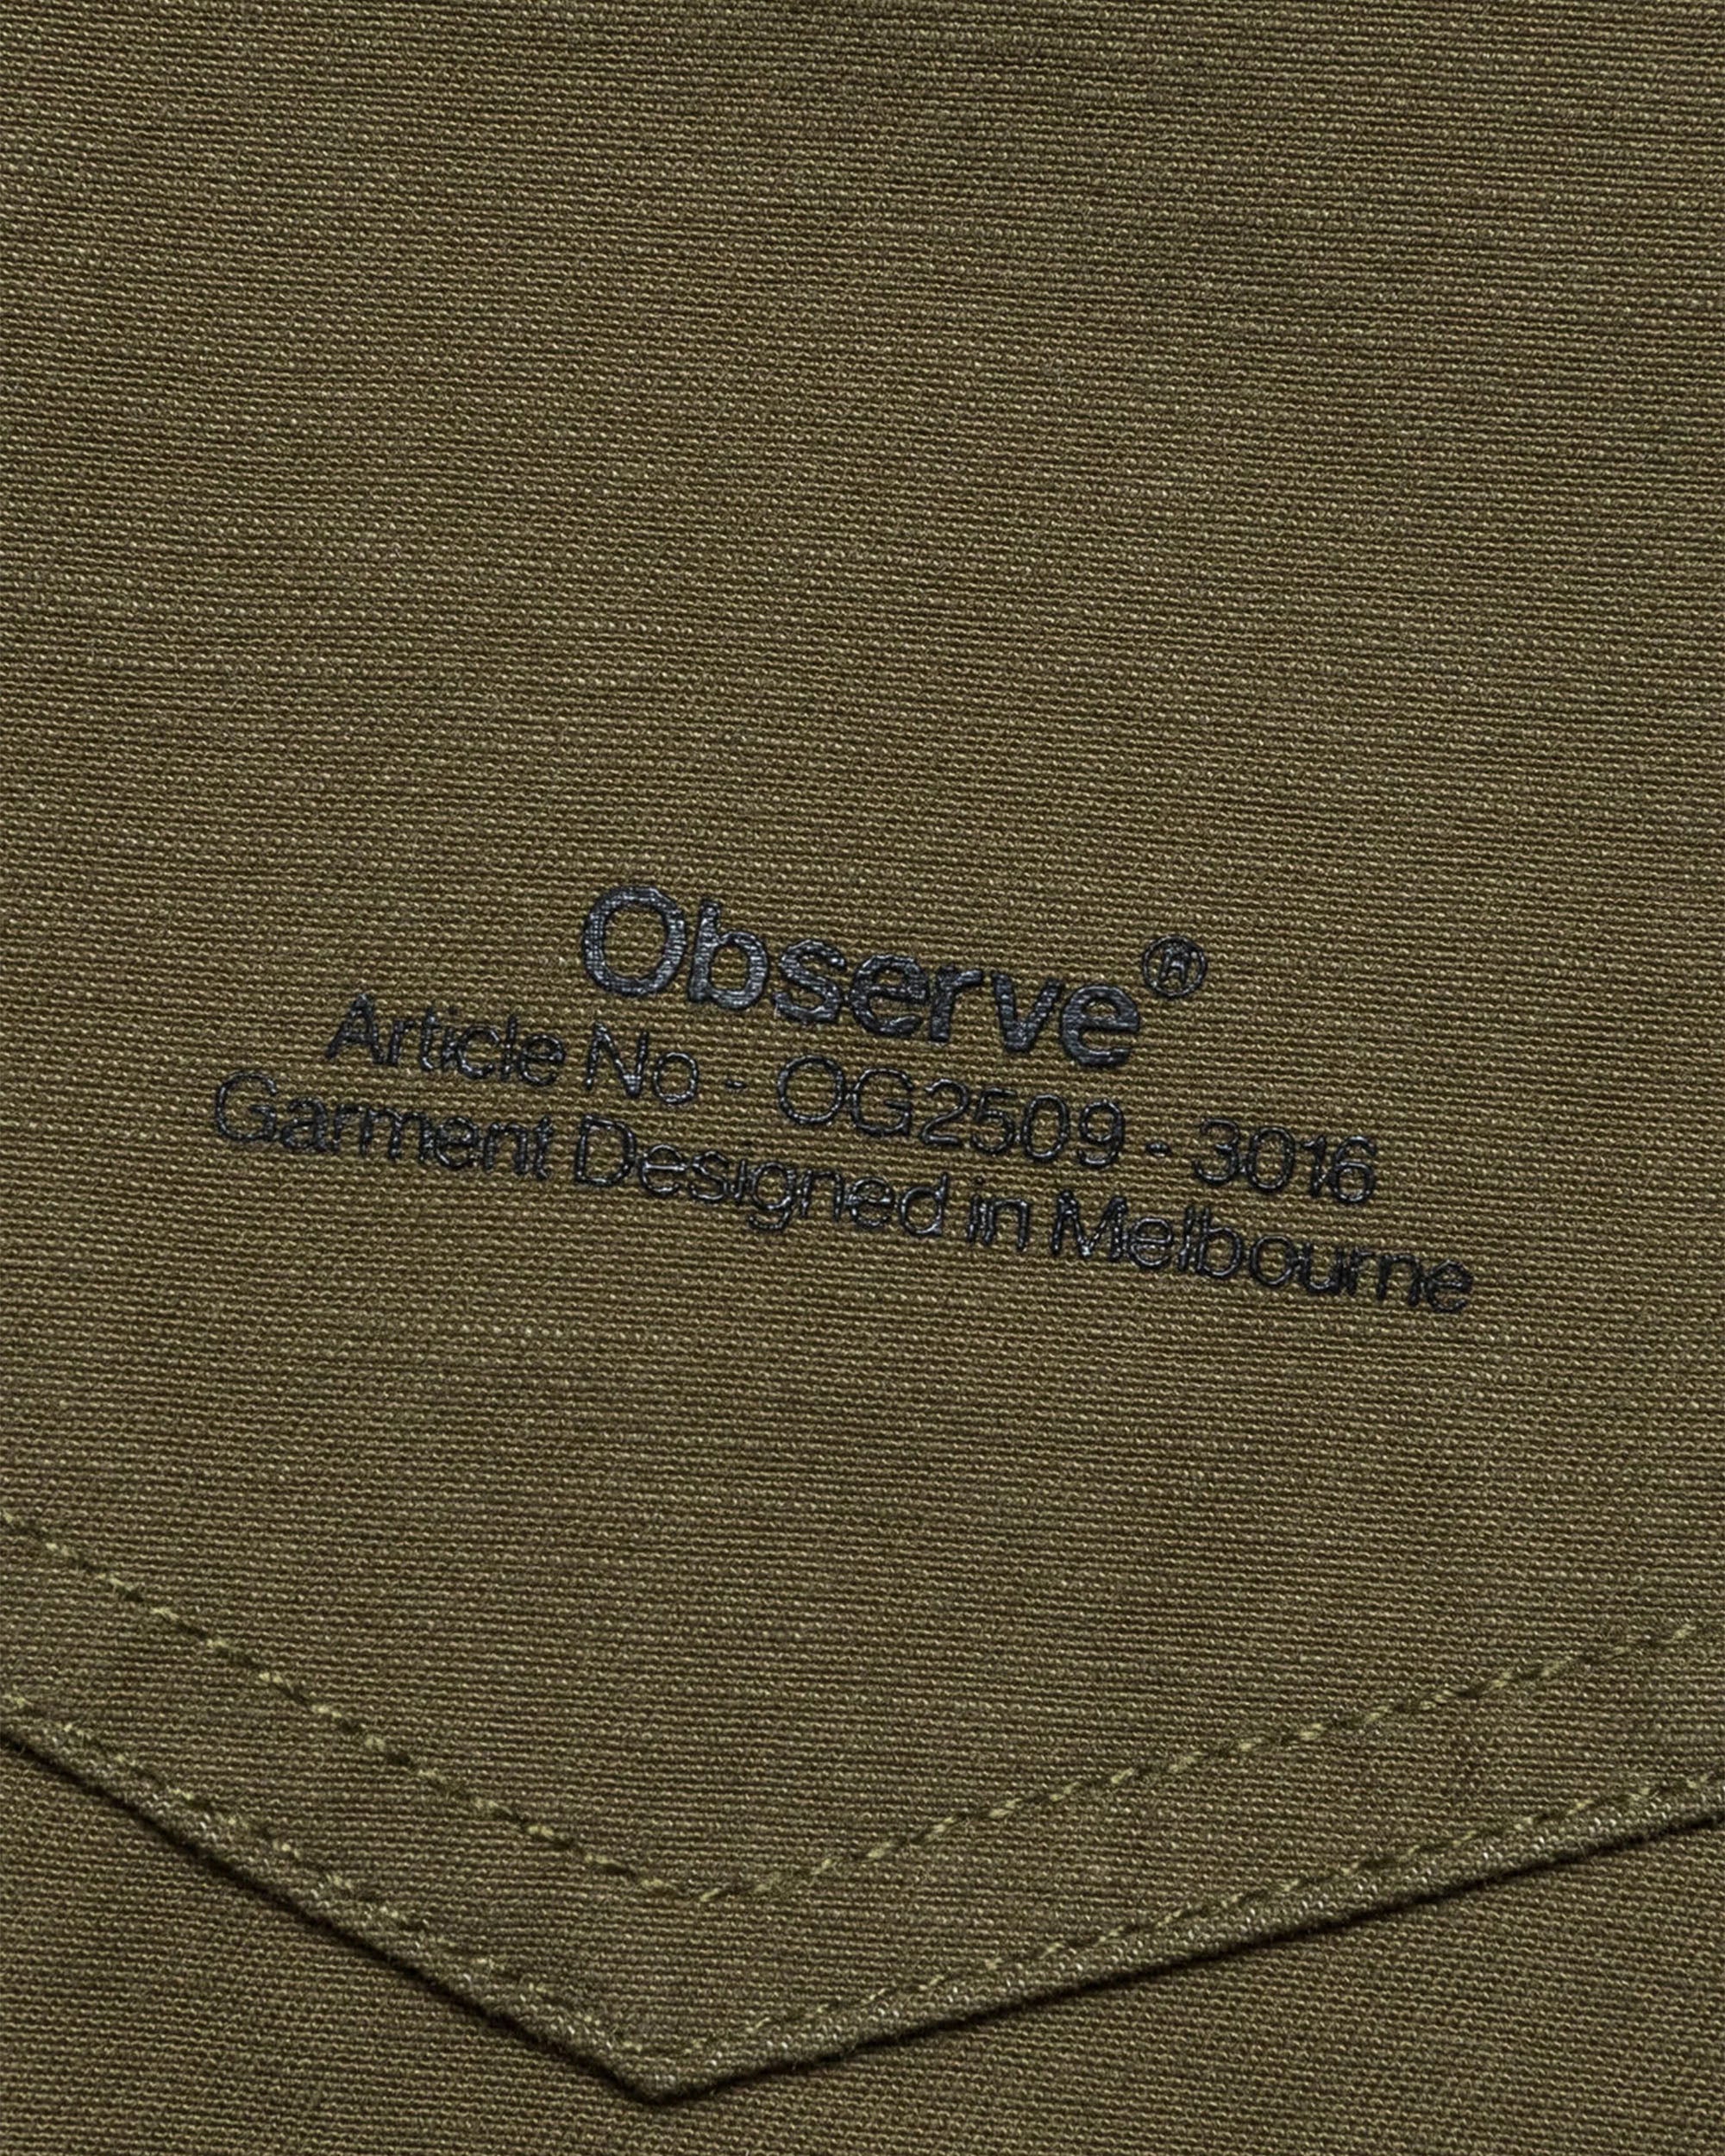 Observe®
Article No - OG2509 - 3016
Garment Designed in Melbourne